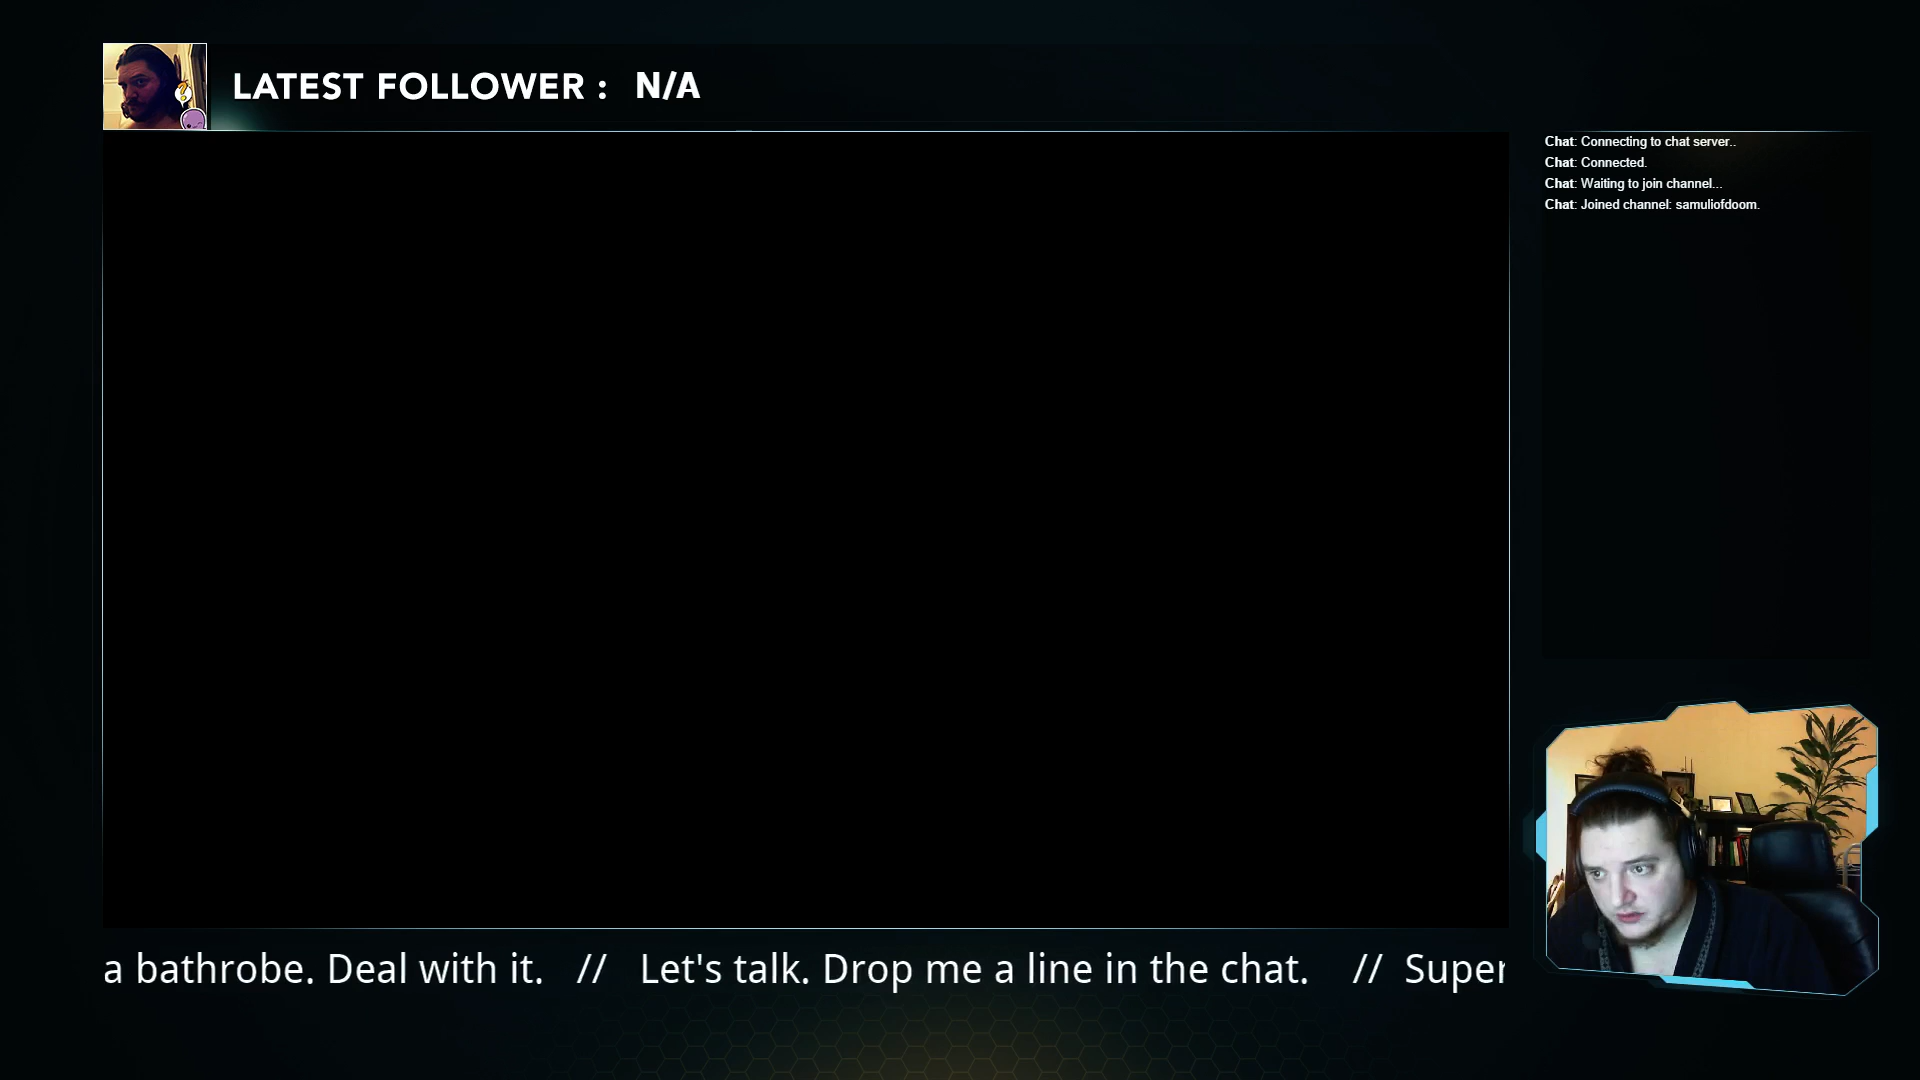 LATEST FOLLOWER : N/A
Chat: Connecting to chat server..
Chat: Connected.
Chat: Waiting to join channel...
Chat: Joined channel: samuliofdoom.
a bathrobe. Deal with it. // Let's talk. Drop me a line in the chat. // Super